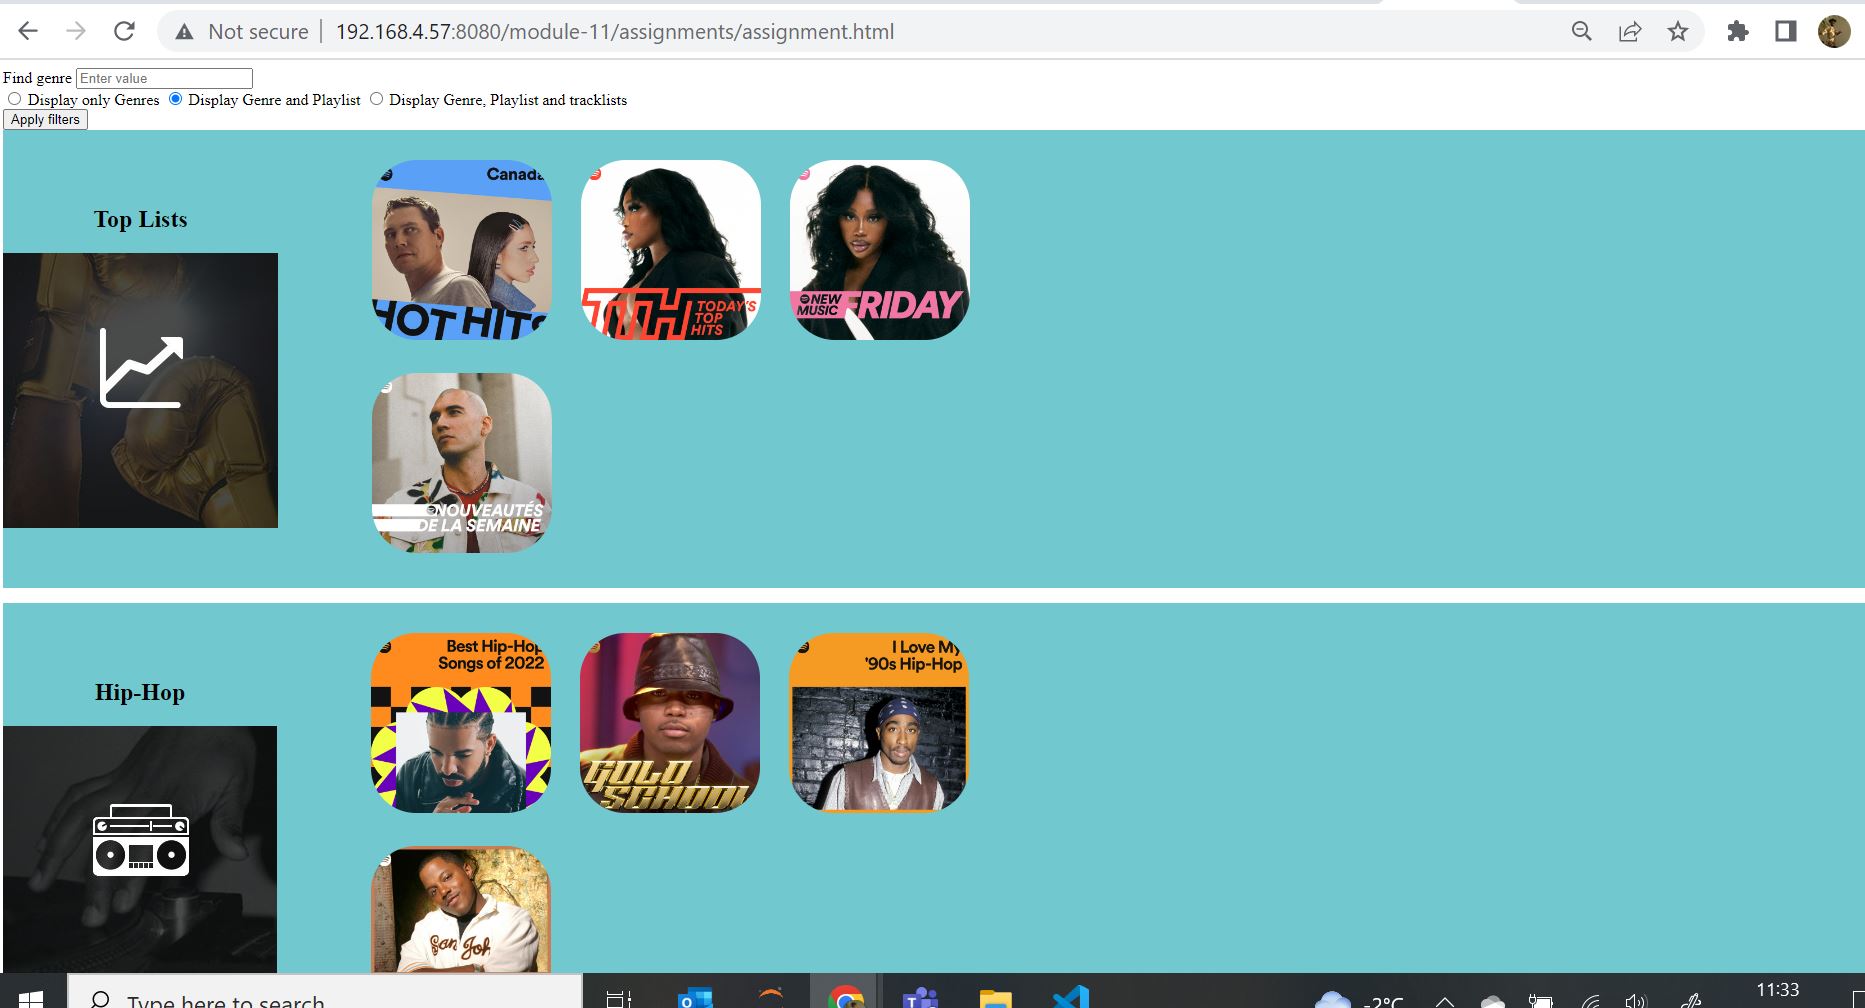 Not secure | 192.168.4.57:8080/module-11/assignments/assignment.html
Find genre Enter value
Display only Genres Display Genre and Playlist Display Genre, Playlist and tracklists
Apply filters
Top Lists
Canada
HOT HITS
TTH TODAY'S
TOP
HITS
NEW
MUSIC FRIDAY
NOUVEAUTÉS
DE LA SEMAINE
Hip-Hop
Best Hip-Hop
Songs of 2022
GOLD
SCHOOL
I Love My
'90s Hip-Hop
San Joh
Type here to search
-2°C
11:33